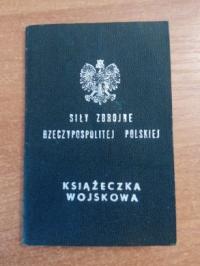 SIŁY ZBROJNE
RZECZYPOSPOLITEJ POLSKIEJ
KSIĄŻECZKA
WOJSKOWA